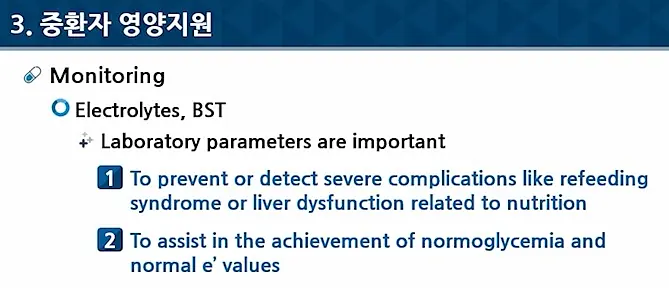 3. 중환자 영양지원
Monitoring
Electrolytes, BST
Laboratory parameters are important
1 To prevent or detect severe complications like refeeding
syndrome or liver dysfunction related to nutrition
2 To assist in the achievement of normoglycemia and
normal e' values